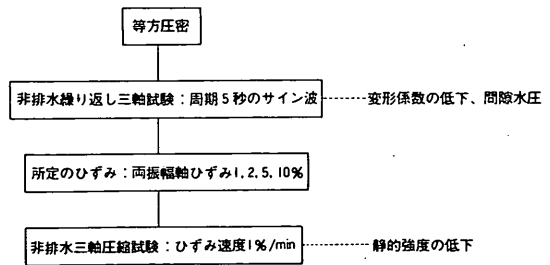 等方圧密
非排水繰り返し三軸試験:周期5秒のサイン波
変形係数の低下、間隙水圧
所定のひずみ:両振幅軸ひずみ1,2,5,10%
非排水三軸圧縮試験:ひずみ速度1%/min
静的強度の低下